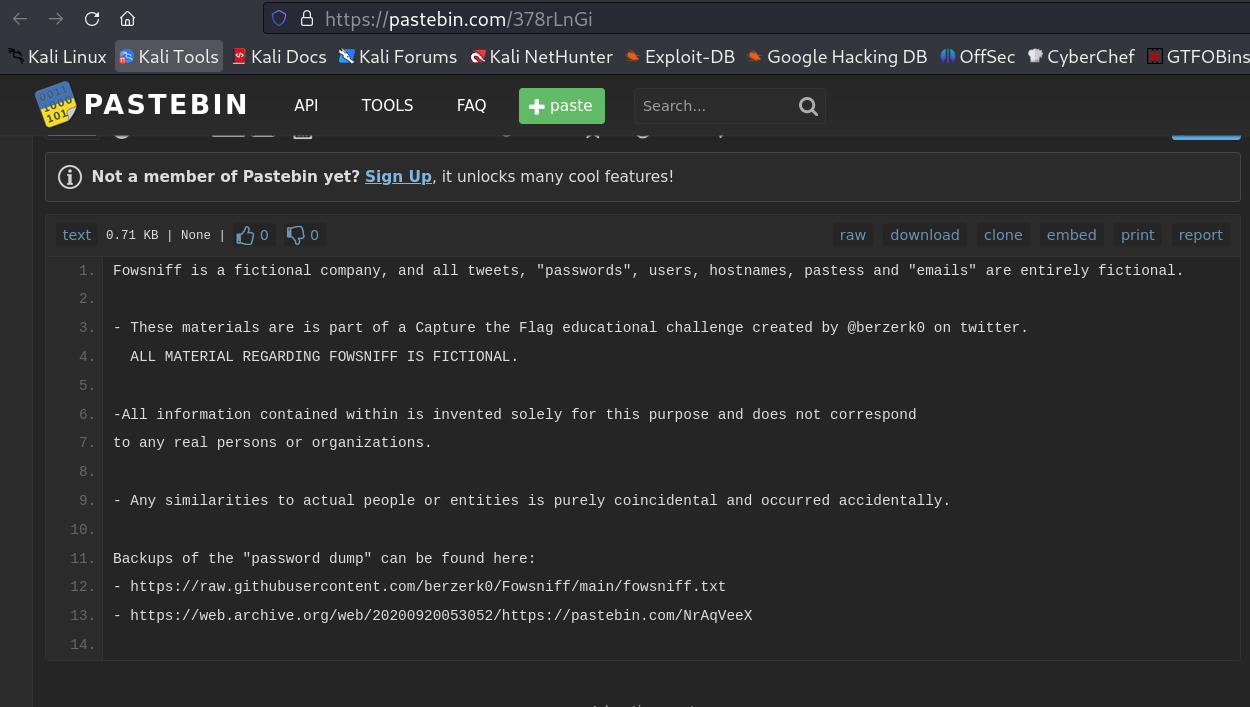 https://pastebin.com/378rLnGi
Kali Linux Kali Tools Kali Docs Kali Forums Kali NetHunter Exploit-DB Google Hacking DB OffSec CyberChef GTFOBins
0011 1000 101 PASTEBIN API TOOLS FAQ + paste Search...
Not a member of Pastebin yet? Sign Up, it unlocks many cool features!
text 0.71 KB | None | 0 0 raw download clone embed print report
1. Fowsniff is a fictional company, and all tweets, "passwords", users, hostnames, pastess and "emails" are entirely fictional.
2.
3. - These materials are is part of a Capture the Flag educational challenge created by @berzerk0 on twitter.
4. ALL MATERIAL REGARDING FOWSNIFF IS FICTIONAL.
5.
6. -All information contained within is invented solely for this purpose and does not correspond
7. to any real persons or organizations.
8.
9. - Any similarities to actual people or entities is purely coincidental and occurred accidentally.
10.
11. Backups of the "password dump" can be found here:
12. - https://raw.githubusercontent.com/berzerk0/Fowsniff/main/fowsniff.txt
13. - https://web.archive.org/web/20200920053052/https://pastebin.com/NrAqVeeX
14.